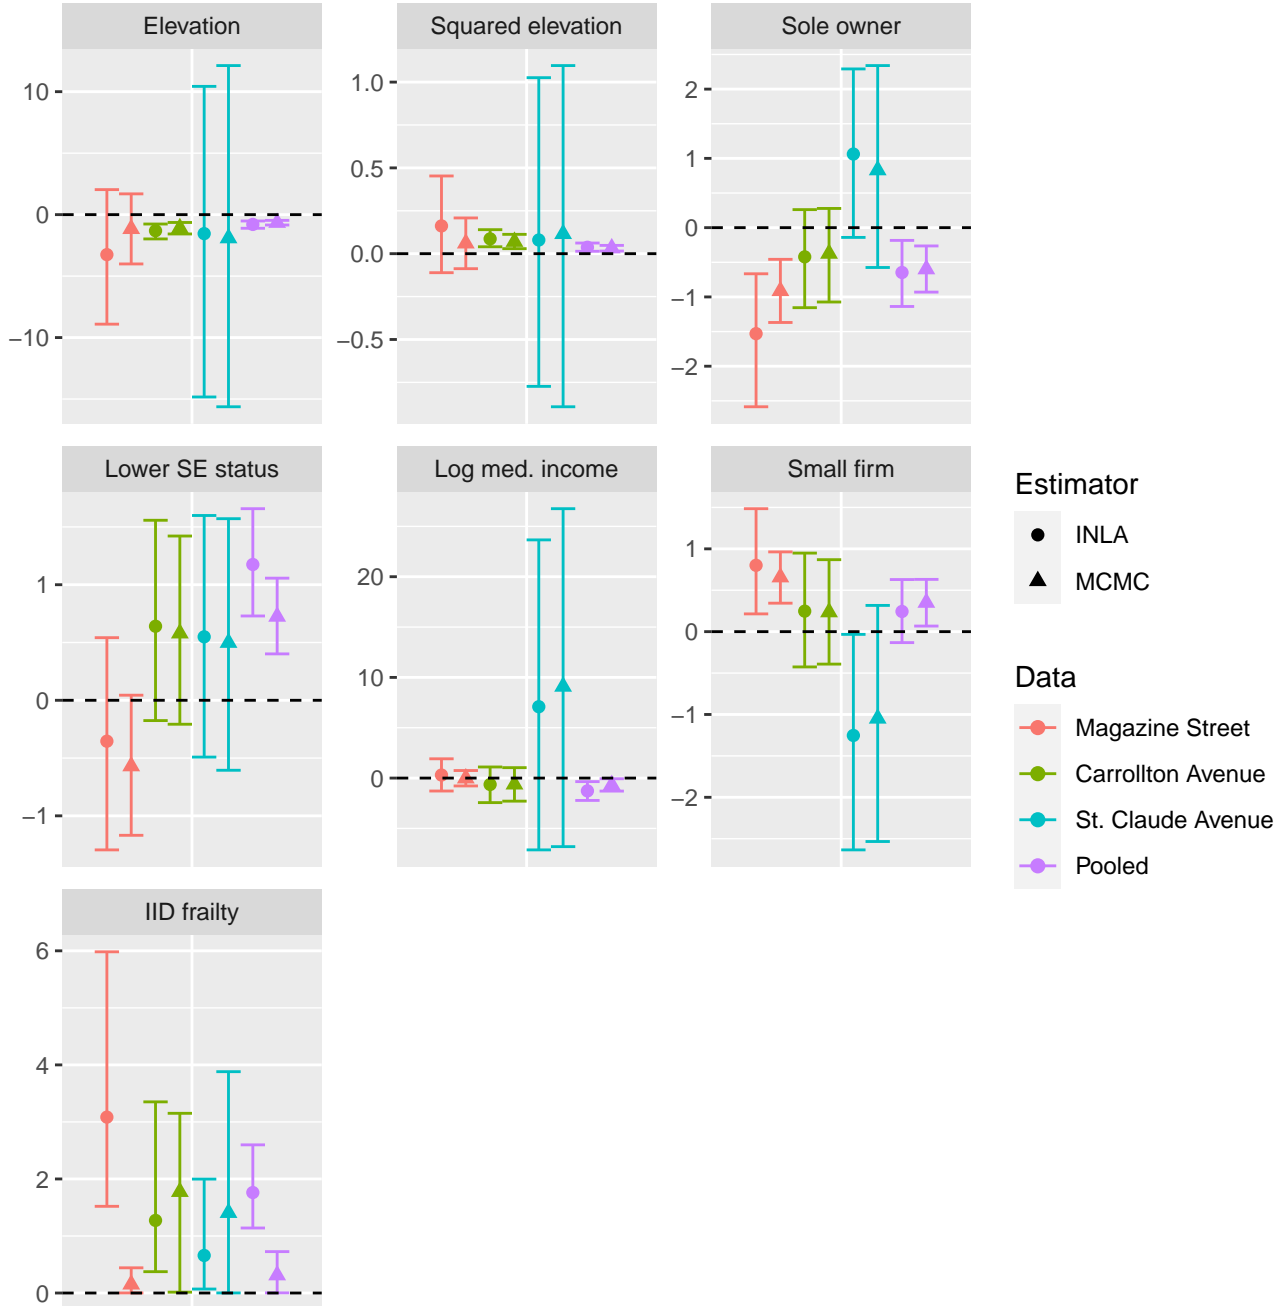 Elevation
Squared elevation
Sole owner
10
0
−10
1.0
0.5
0.0
−0.5
2
1
0
−1
−2
Lower SE status
Log med. income
Small firm
1
0
−1
20
10
0
1
0
−1
−2
IID frailty
6
4
2
0
Estimator
INLA
MCMC
Data
Magazine Street
Carrollton Avenue
St. Claude Avenue
Pooled